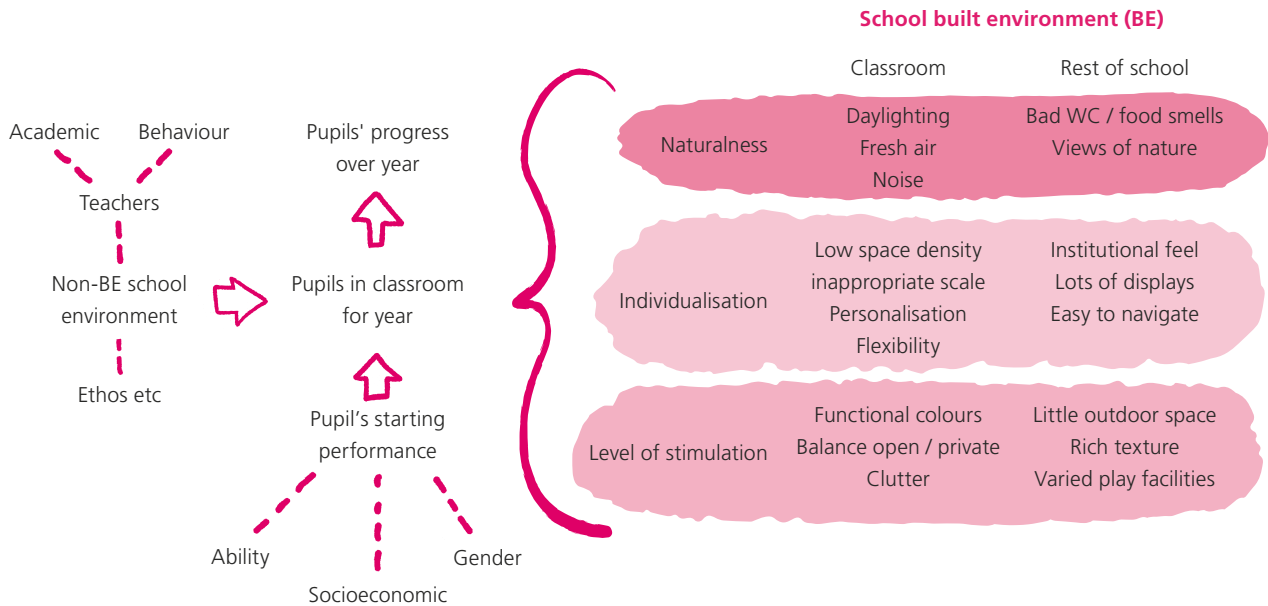 School built environment (BE)
Classroom
Rest of school
Academic
Behaviour
Teachers
Non-BE school
environment
Ethos etc
Pupils' progress
over year
Pupils in classroom
for year
Pupil's starting
performance
Ability
Socioeconomic
Gender
Naturalness
Daylighting
Fresh air
Noise
Bad WC / food smells
Views of nature
Individualisation
Low space density
inappropriate scale
Personalisation
Flexibility
Institutional feel
Lots of displays
Easy to navigate
Level of stimulation
Functional colours
Balance open / private
Clutter
Little outdoor space
Rich texture
Varied play facilities